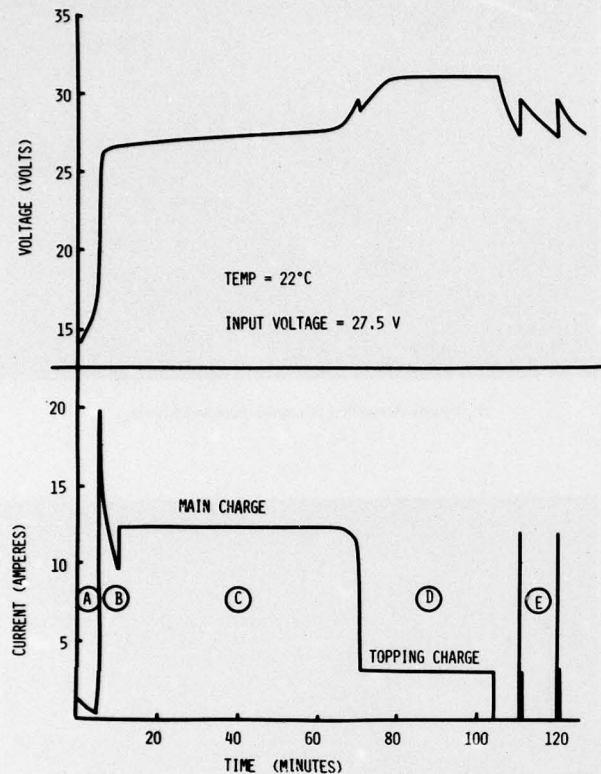 35
30
25
20
15
VOLTAGE (VOLTS)
TEMP = 22°C
INPUT VOLTAGE = 27.5 V
20
15
10
5
CURRENT (AMPERES)
MAIN CHARGE
A
B
C
D
E
TOPPING CHARGE
20
40
60
80
100
120
TIME (MINUTES)